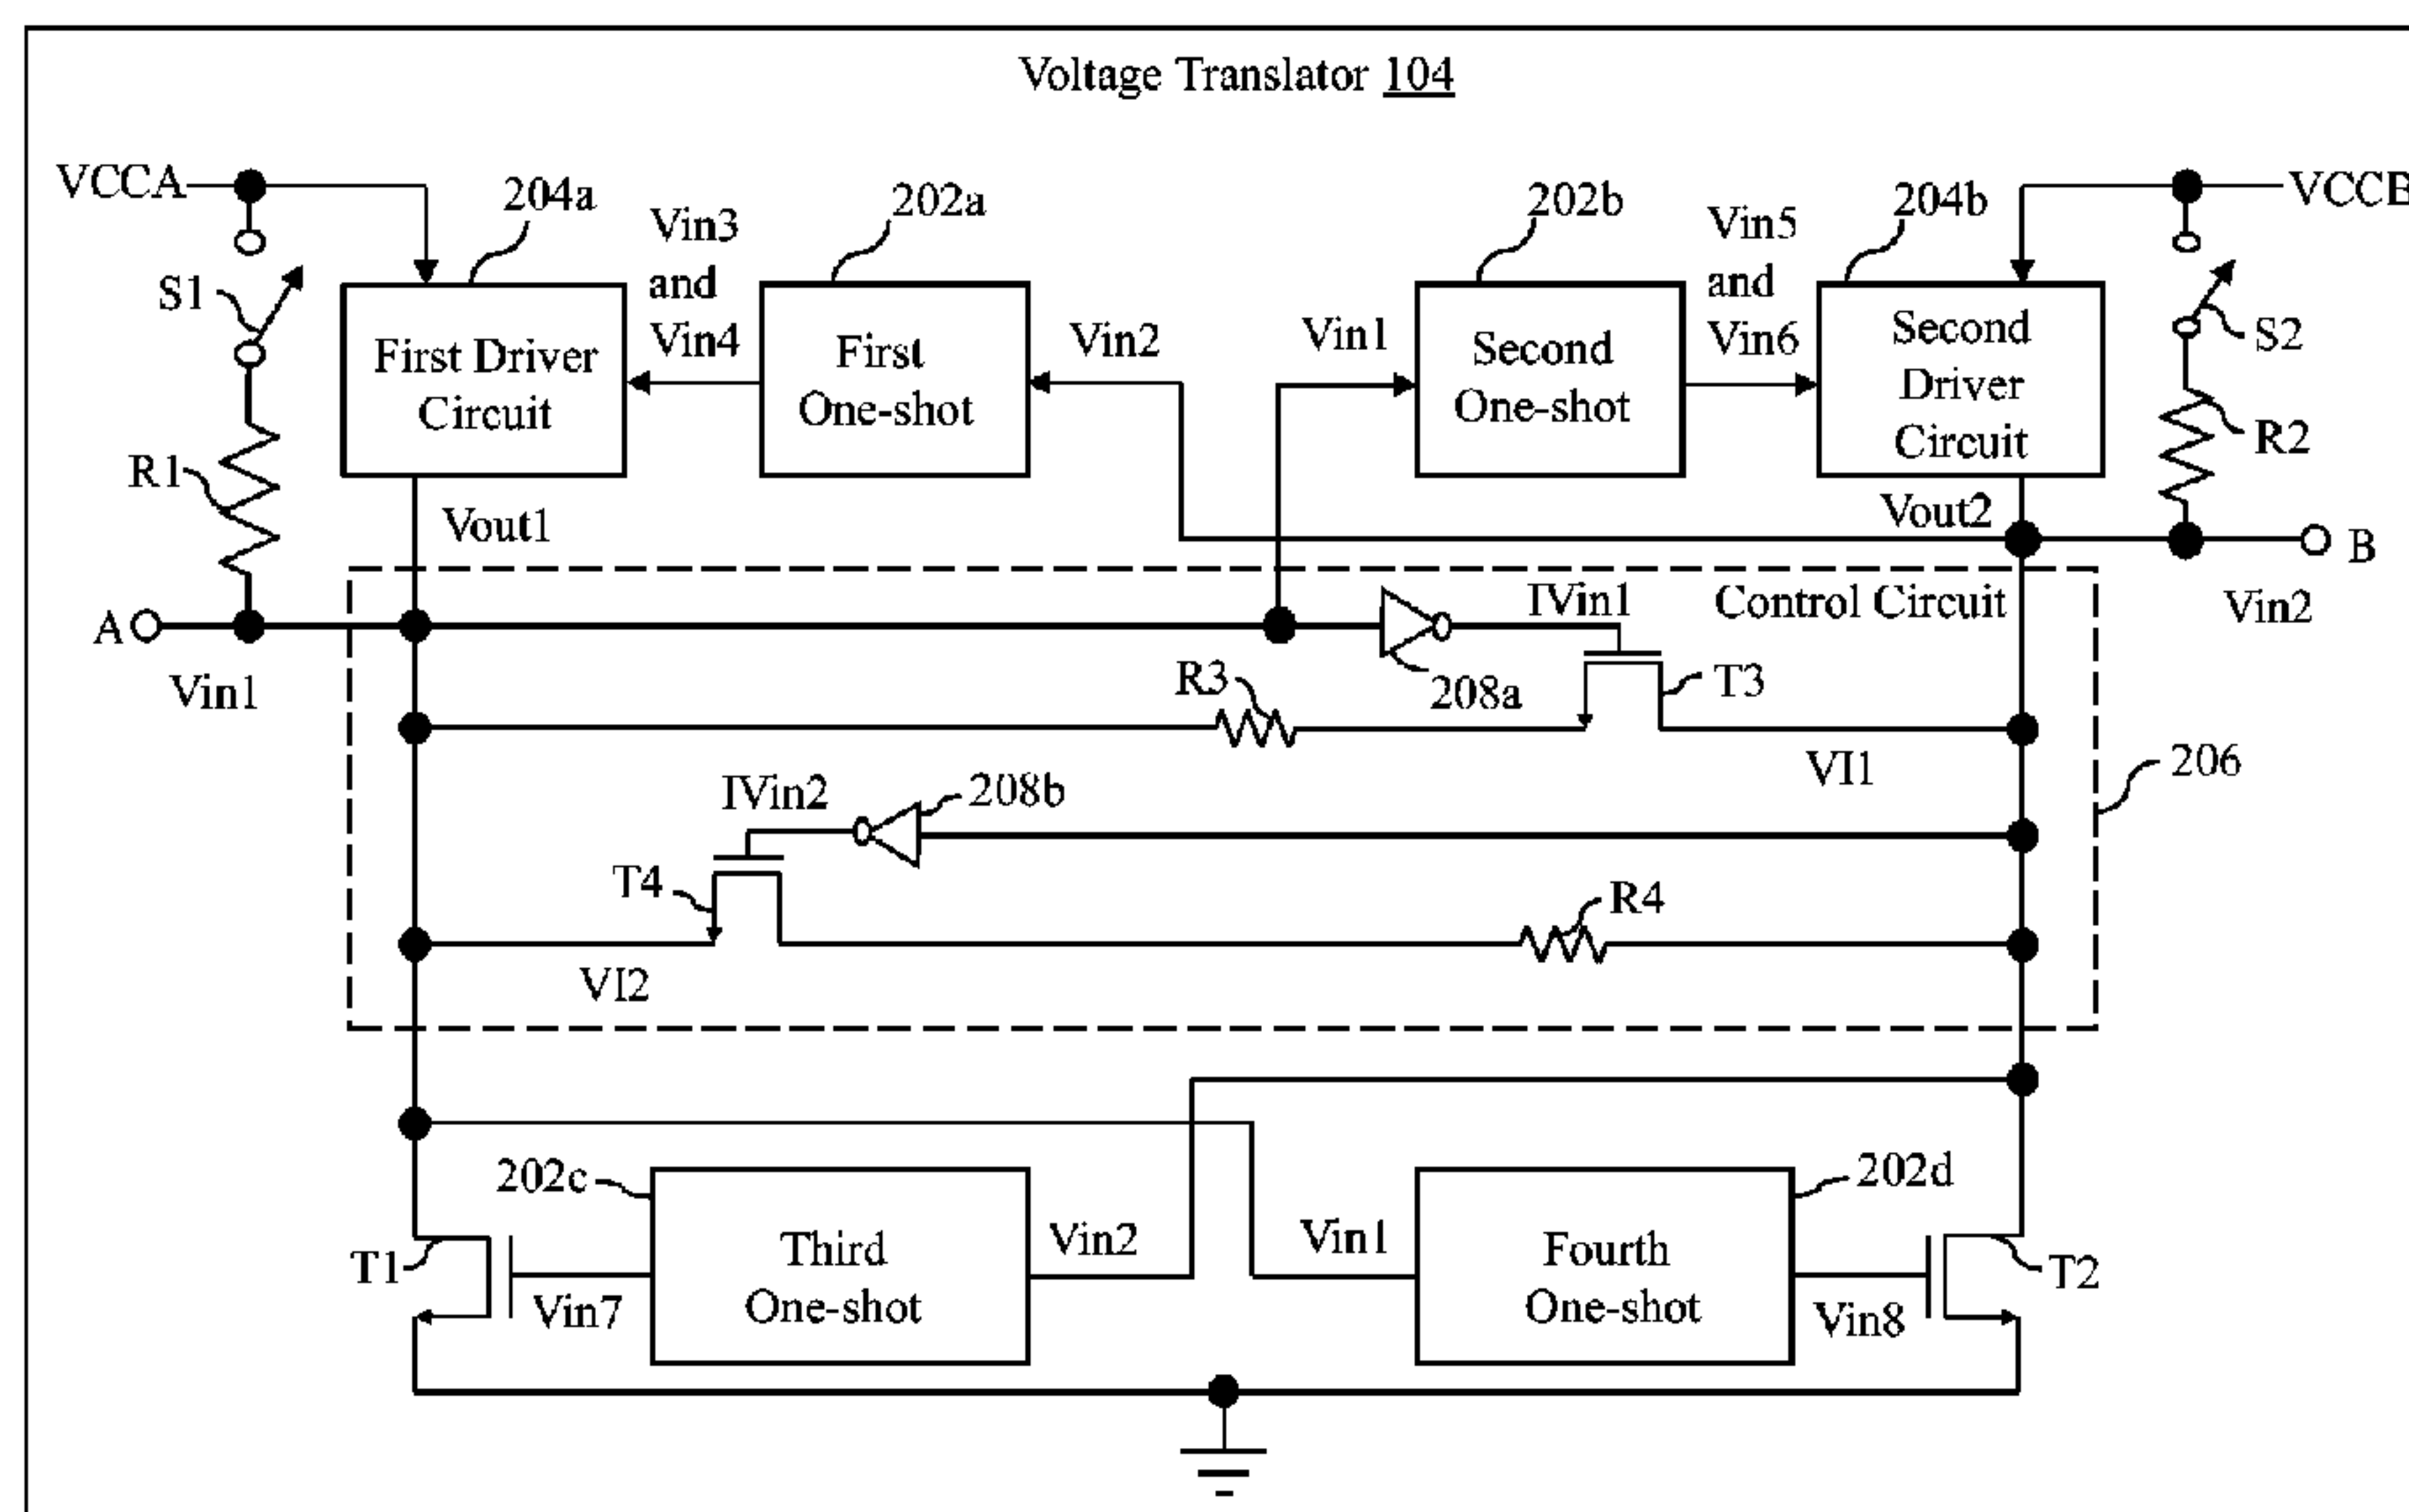 Voltage Translator 104
VCCA
204a
Vin3
and
Vin4
202a
202b
Vin5
and
Vin6
204b
VCCB
S1
First Driver
Circuit
First
One-shot
Vin2
Vin1
Second
One-shot
Second
Driver
Circuit
S2
R1
R2
Vout1
Vout2
B
A
IVin1
Control Circuit
Vin2
Vin1
R3
208a
T3
VI1
206
IVin2
208b
T4
R4
VI2
202c
202d
T1
Vin7
Third
One-shot
Vin2
Vin1
Fourth
One-shot
Vin8
T2